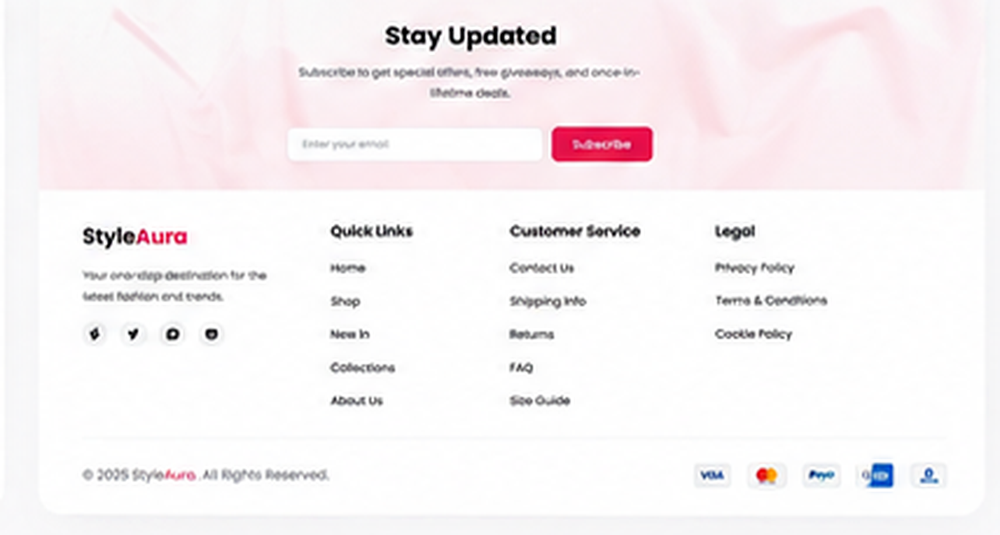 Stay Updated
Subscribe to get special offers, free giveaways, and once-in-
lifetime deals.
Enter your email
Subscribe
StyleAura
Your one-stop destination for the
latest fashion and trends.
Quick Links
Home
Shop
New In
Collections
About Us
Customer Service
Contact Us
Shipping Info
Returns
FAQ
Size Guide
Legal
Privacy Policy
Terms & Conditions
Cookie Policy
© 2025 StyleAura. All Rights Reserved.
VISA